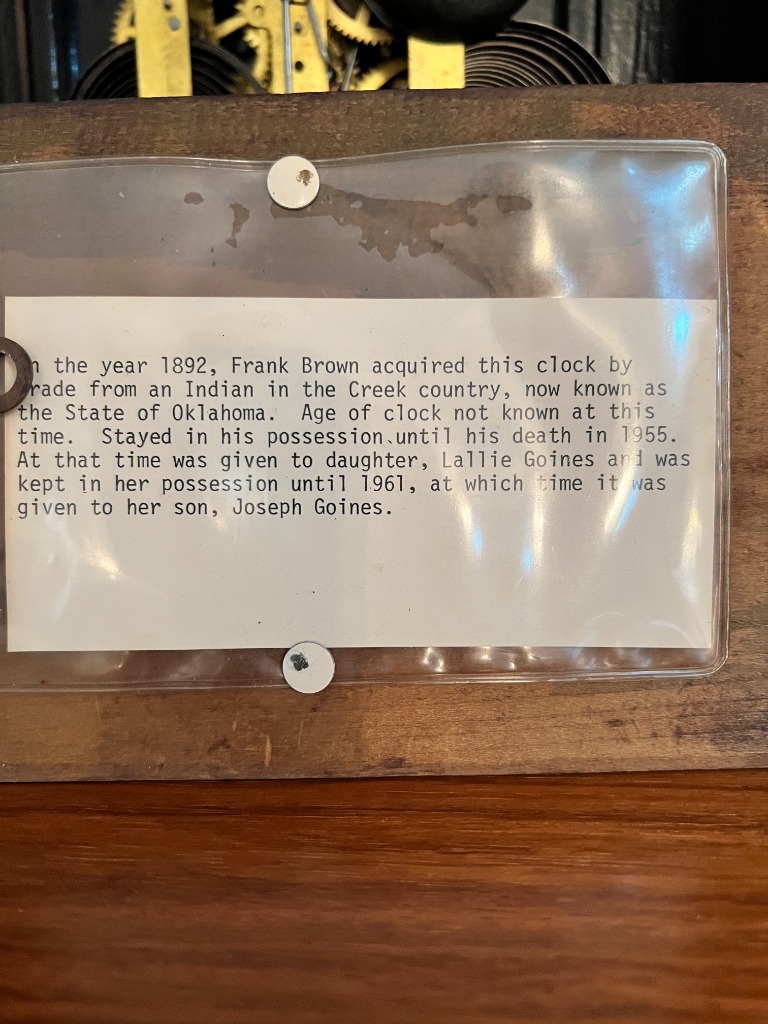 In the year 1892, Frank Brown acquired this clock by
trade from an Indian in the Creek country, now known as
the State of Oklahoma.  Age of clock not known at this
time.  Stayed in his possession until his death in 1955.
At that time was given to daughter, Lallie Goines and was
kept in her possession until 1961, at which time it was
given to her son, Joseph Goines.